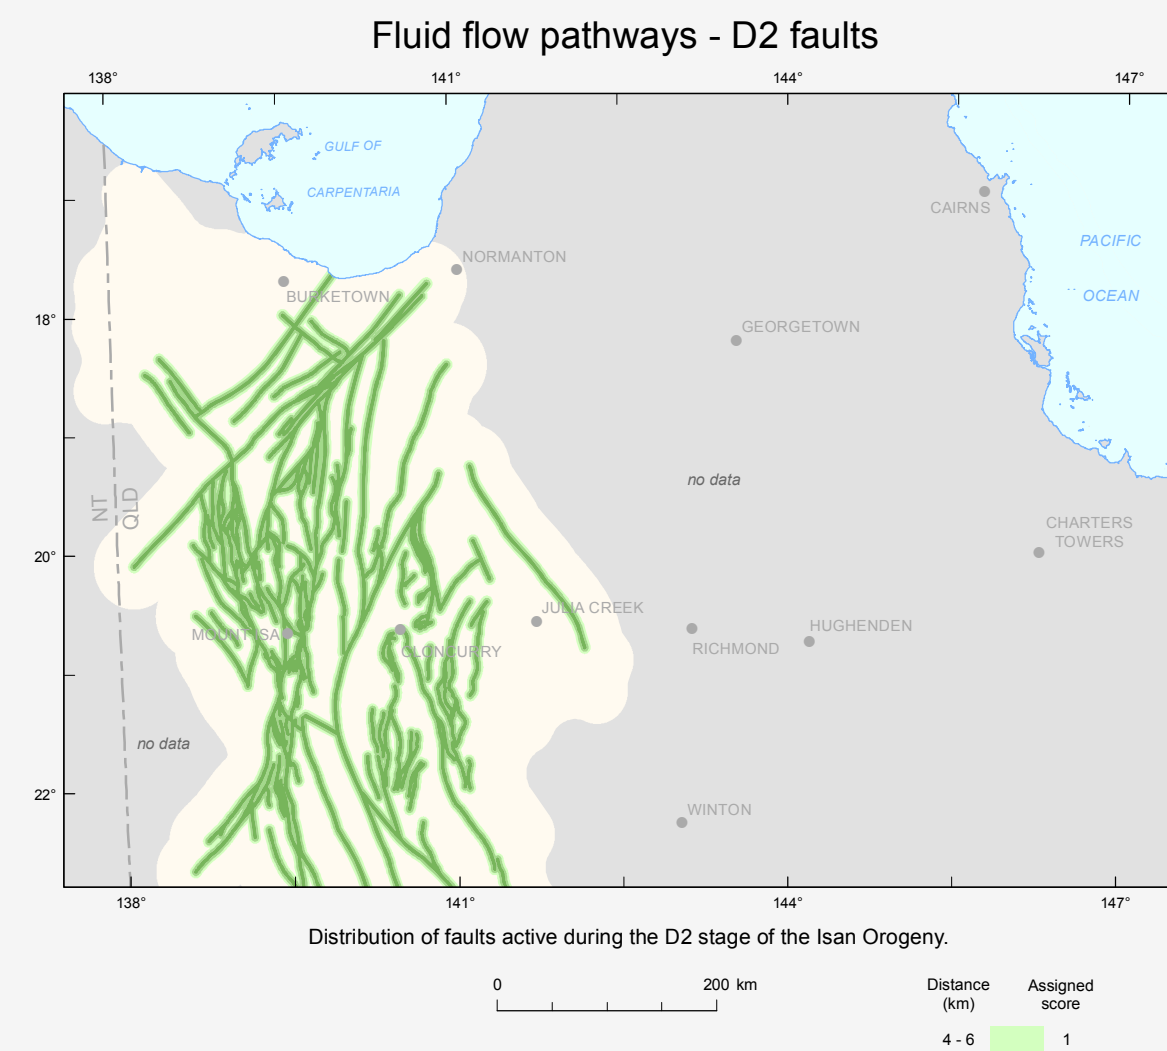 Fluid flow pathways - D2 faults
138°
141°
144°
147°
GULF OF
CARPENTARIA
CAIRNS
PACIFIC
OCEAN
NORMANTON
BURKETOWN
18°
GEORGETOWN
no data
NT
QLD
CHARTERS
TOWERS
20°
JULIA CREEK
MOUNT ISA
CLONCURRY
RICHMOND
HUGHENDEN
no data
22°
WINTON
138°
141°
144°
147°
Distribution of faults active during the D2 stage of the Isan Orogeny.
0
200 km
Distance
(km)
Assigned
score
4 - 6
1